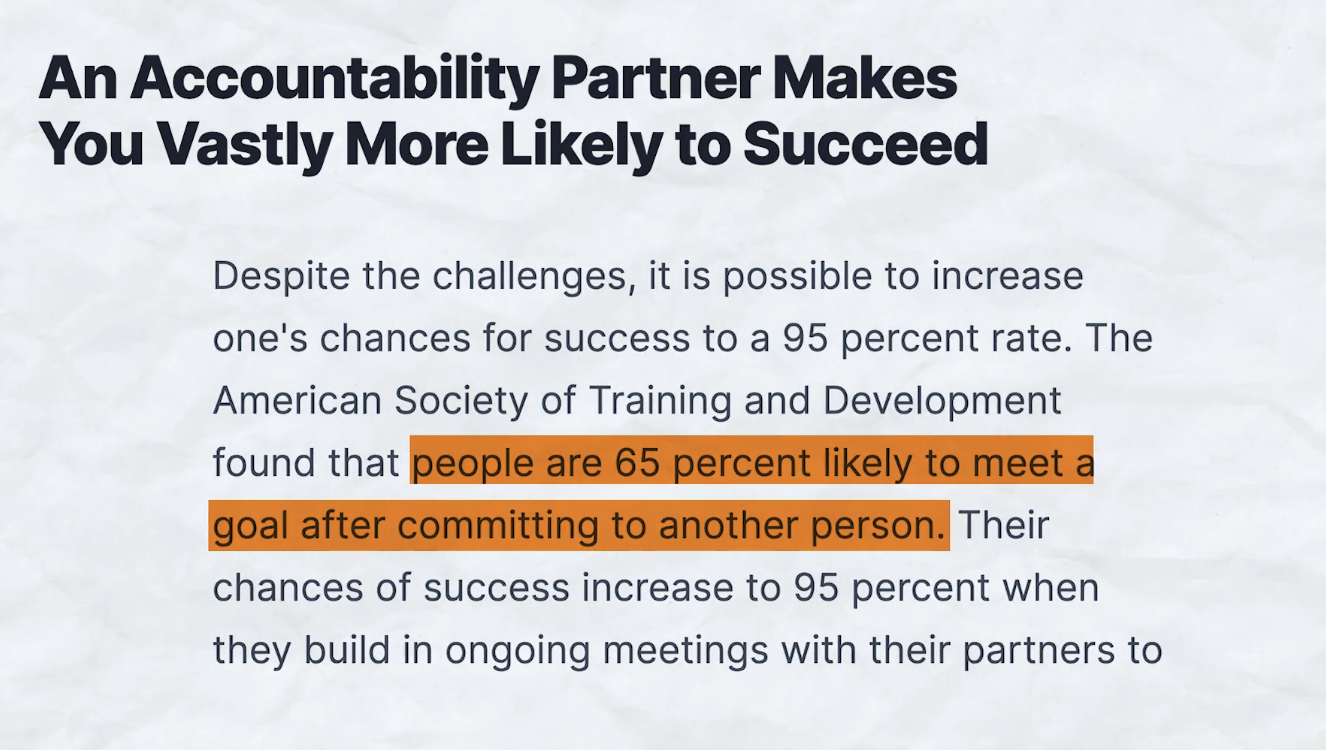 An Accountability Partner Makes
You Vastly More Likely to Succeed
Despite the challenges, it is possible to increase
one's chances for success to a 95 percent rate. The
American Society of Training and Development
found that people are 65 percent likely to meet a
goal after committing to another person. Their
chances of success increase to 95 percent when
they build in ongoing meetings with their partners to